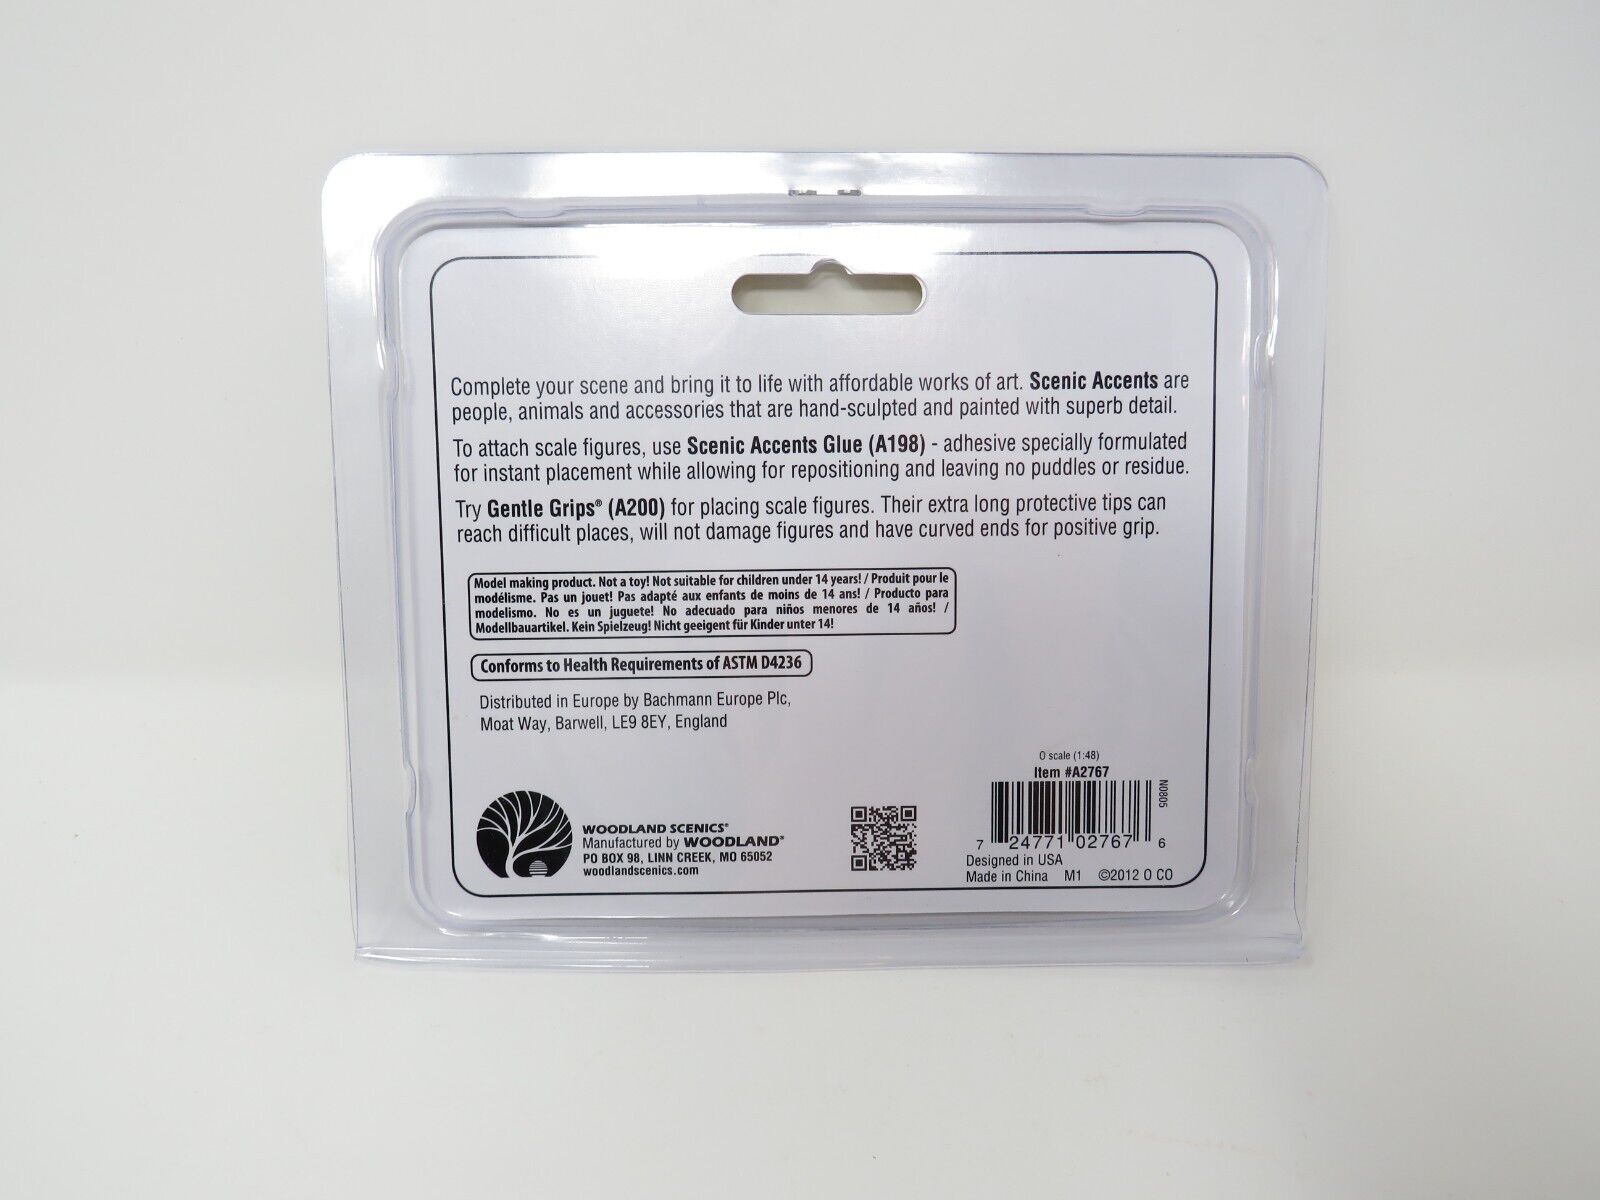 Complete your scene and bring it to life with affordable works of art. Scenic Accents are
people, animals and accessories that are hand-sculpted and painted with superb detail.
To attach scale figures, use Scenic Accents Glue (A198) - adhesive specially formulated
for instant placement while allowing for repositioning and leaving no puddles or residue.
Try Gentle Grips® (A200) for placing scale figures. Their extra long protective tips can
reach difficult places, will not damage figures and have curved ends for positive grip.
Model making product. Not a toy! Not suitable for children under 14 years! / Produit pour le
modélisme. Pas un jouet! Pas adapté aux enfants de moins de 14 ans! / Producto para
modelismo. No es un juguete! No adecuado para niños menores de 14 años! /
Modellbauartikel. Kein Spielzeug! Nicht geeigent für Kinder unter 14!
Conforms to Health Requirements of ASTM D4236
Distributed in Europe by Bachmann Europe Plc,
Moat Way, Barwell, LE9 8EY, England
WOODLAND SCENICS®
Manufactured by WOODLAND®
PO BOX 98, LINN CREEK, MO 65052
woodlandscenics.com
O scale (1:48)
Item #A2767
N0805
7 24771 02767 6
Designed in USA
Made in China M1 ©2012 O CO